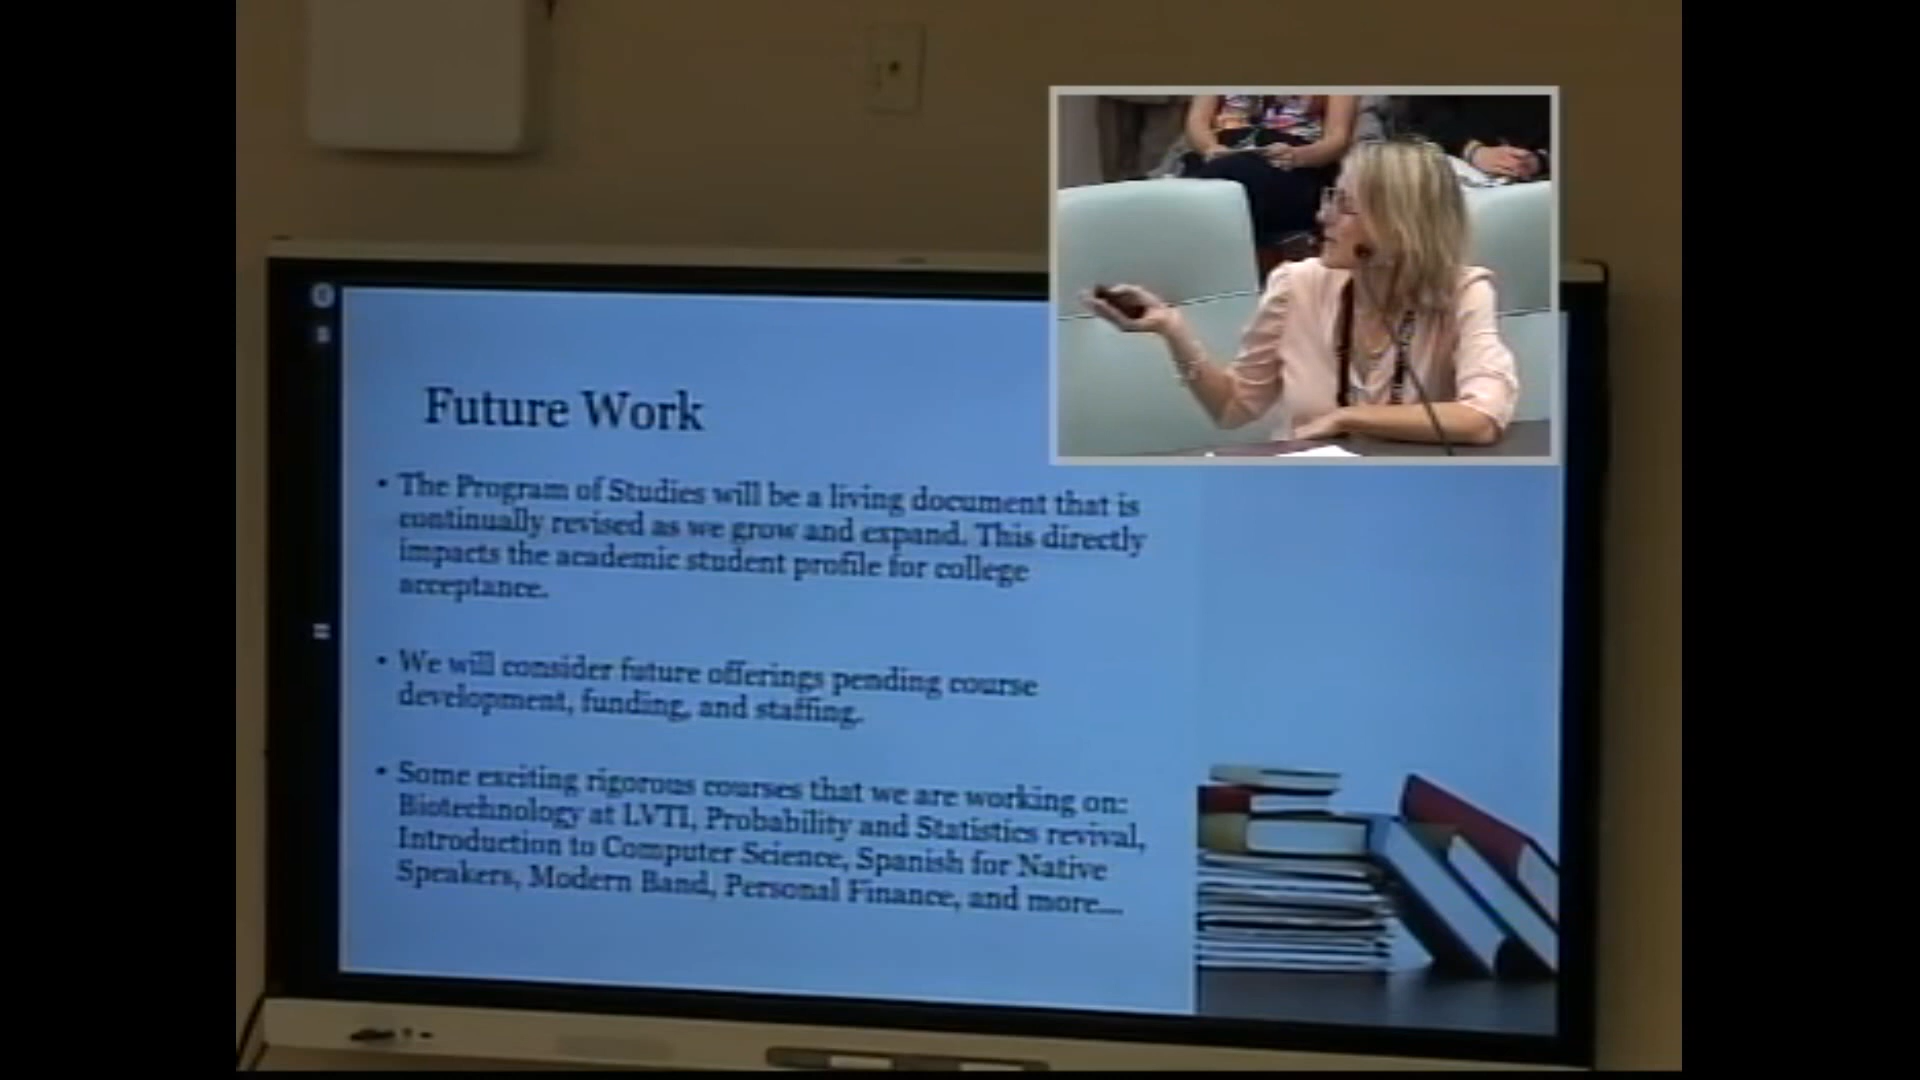 Future Work
• The Program of Studies will be a living document that is
continually revised as we grow and expand. This directly
impacts the academic student profile for college
acceptance.
• We will consider future offerings pending course
development, funding, and staffing.
• Some exciting rigorous courses that we are working on:
Biotechnology at LVTI, Probability and Statistics revival,
Introduction to Computer Science, Spanish for Native
Speakers, Modern Band, Personal Finance, and more....